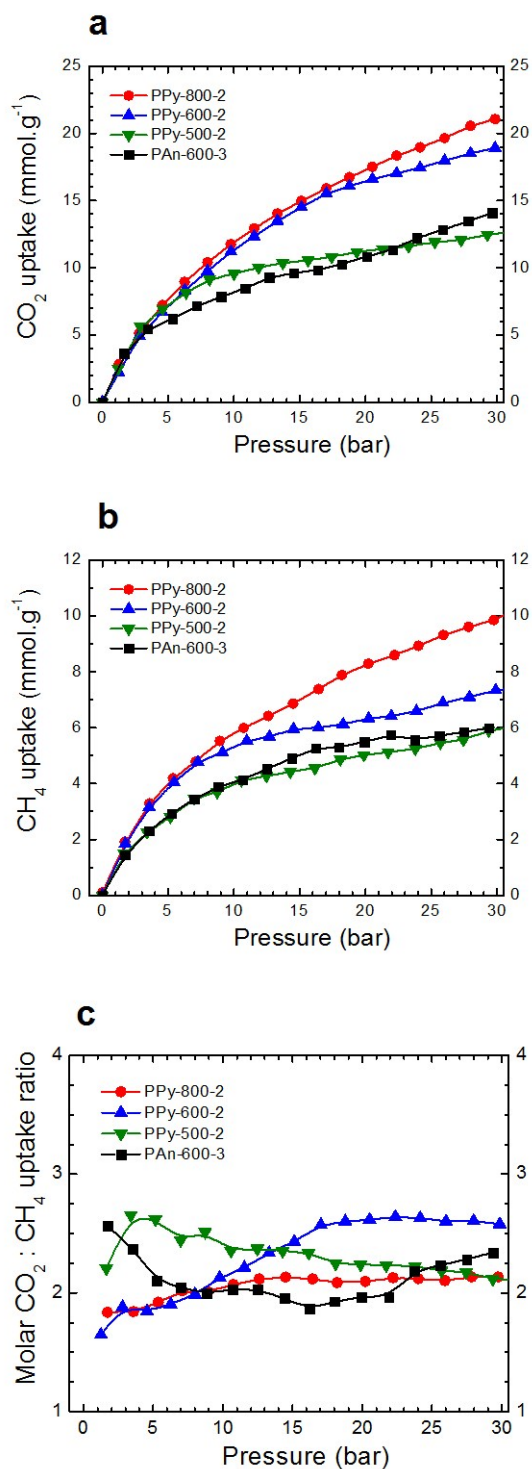 a
25
20
15
10
5
0
25
20
15
10
5
0
CO2 uptake (mmol.g-1)
PPy-800-2
PPy-600-2
PPy-500-2
PAn-600-3
0 5 10 15 20 25 30
Pressure (bar)
b
12
10
8
6
4
2
0
12
10
8
6
4
2
0
CH4 uptake (mmol.g-1)
PPy-800-2
PPy-600-2
PPy-500-2
PAn-600-3
0 5 10 15 20 25 30
Pressure (bar)
c
4
3
2
1
4
3
2
1
Molar CO2 : CH4 uptake ratio
PPy-800-2
PPy-600-2
PPy-500-2
PAn-600-3
0 5 10 15 20 25 30
Pressure (bar)